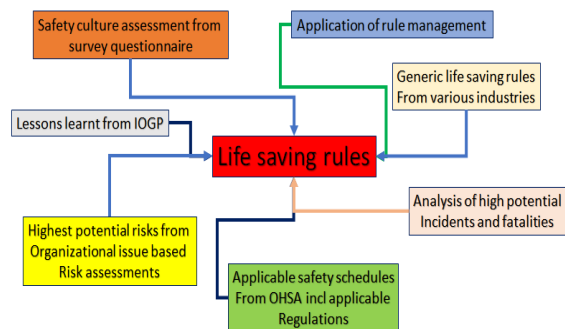 Safety culture assessment from
survey questionnaire
Application of rule management
Generic life saving rules
From various industries
Lessons learnt from IOGP
Life saving rules
Highest potential risks from
Organizational issue based
Risk assessments
Analysis of high potential
Incidents and fatalities
Applicable safety schedules
From OHSA incl applicable
Regulations